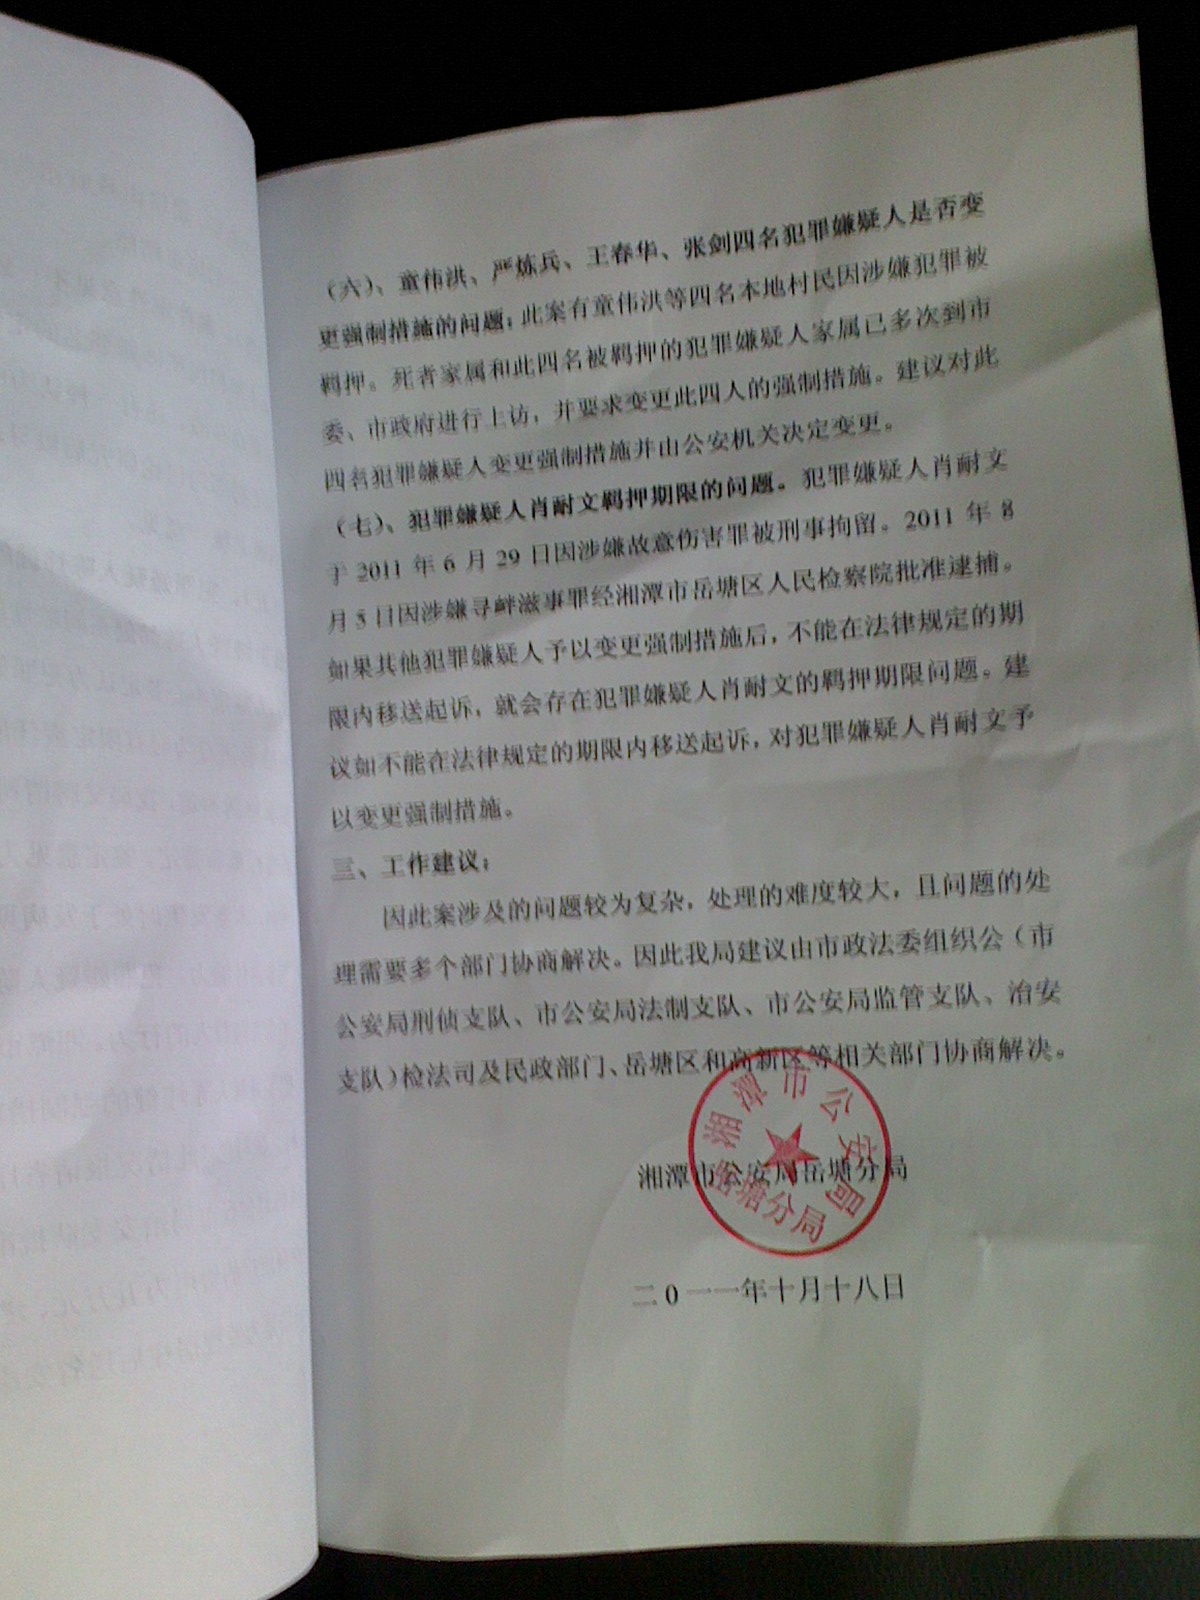 （六）、童伟洪、严炼兵、王春华、张剑四名犯罪嫌疑人是否变
更强制措施的问题；此案有童伟洪等四名本地村民因涉嫌犯罪被
羁押。死者家属和此四名被羁押的犯罪嫌疑人家属已多次到市
委、市政府进行上访，并要求变更此四人的强制措施。建议对此
四名犯罪嫌疑人变更强制措施并由公安机关决定变更。
（七）、犯罪嫌疑人肖耐文羁押期限的问题。犯罪嫌疑人肖耐文
于2011年6月29日因涉嫌故意伤害罪被刑事拘留。2011年8
月5日因涉嫌寻衅滋事罪经湘潭市岳塘区人民检察院批准逮捕。
如果其他犯罪嫌疑人予以变更强制措施后，不能在法律规定的期
限内移送起诉，就会存在犯罪嫌疑人肖耐文的羁押期限问题。建
议如不能在法律规定的期限内移送起诉，对犯罪嫌疑人肖耐文予
以变更强制措施。
三、工作建议；
因此案涉及的问题较为复杂，处理的难度较大，且问题的处
理需要多个部门协商解决。因此我局建议由市政法委组织公（市
公安局刑侦支队、市公安局法制支队、市公安局监管支队、治安
支队）检法司及民政部门、岳塘区和高新区等相关部门协商解决。
湘潭市公安局
岳塘分局
湘潭市公安局岳塘分局
二0一一年十月十八日